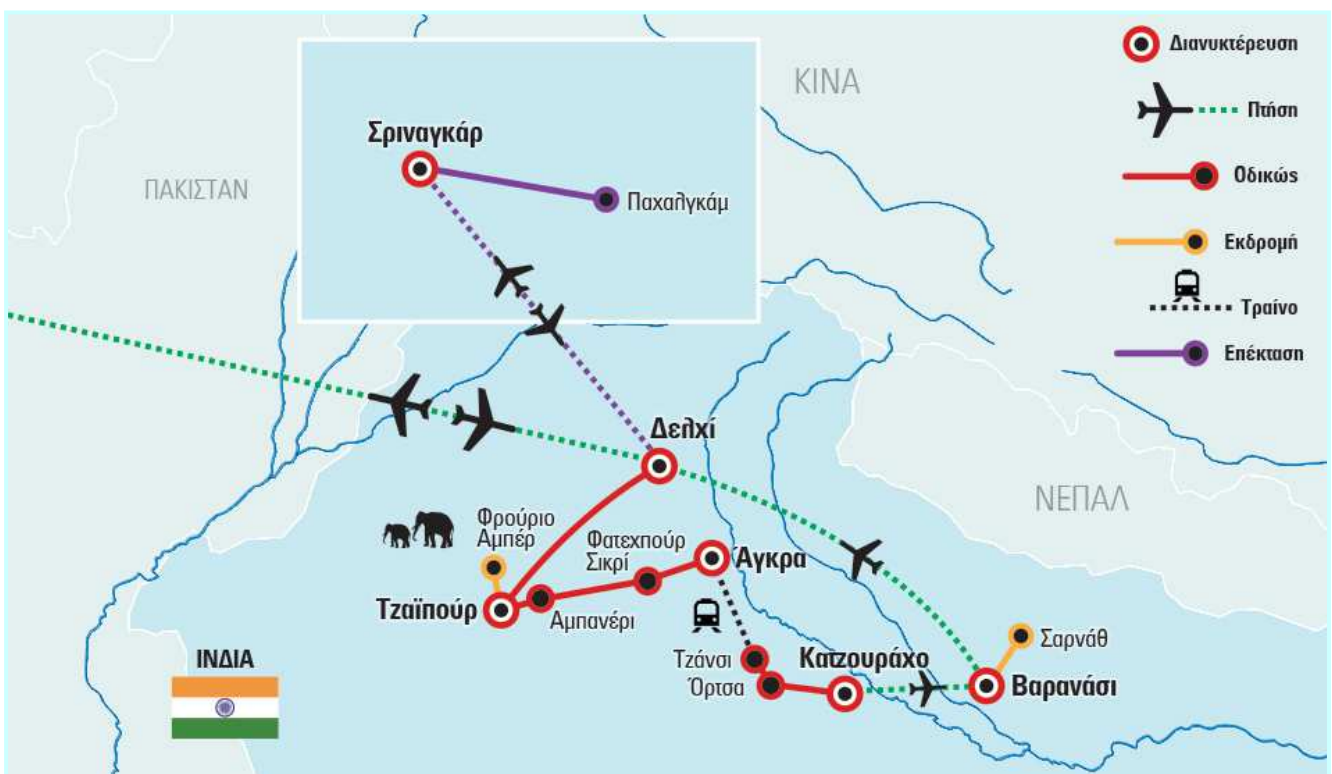 ΚΙΝΑ
ΠΑΚΙΣΤΑΝ
ΝΕΠΑΛ
ΙΝΔΙΑ
Σριναγκάρ
Παχαλγκάμ
Δελχί
Φρούριο
Αμπέρ
Φατεχπούρ
Σικρί
Άγκρα
Τζαϊπούρ
Αμπανέρι
Τζάνσι
Όρτσα
Κατζουράχο
Σαρνάθ
Βαρανάσι
Διανυκτέρευση
Πτήση
Οδικώς
Εκδρομή
Τραίνο
Επέκταση